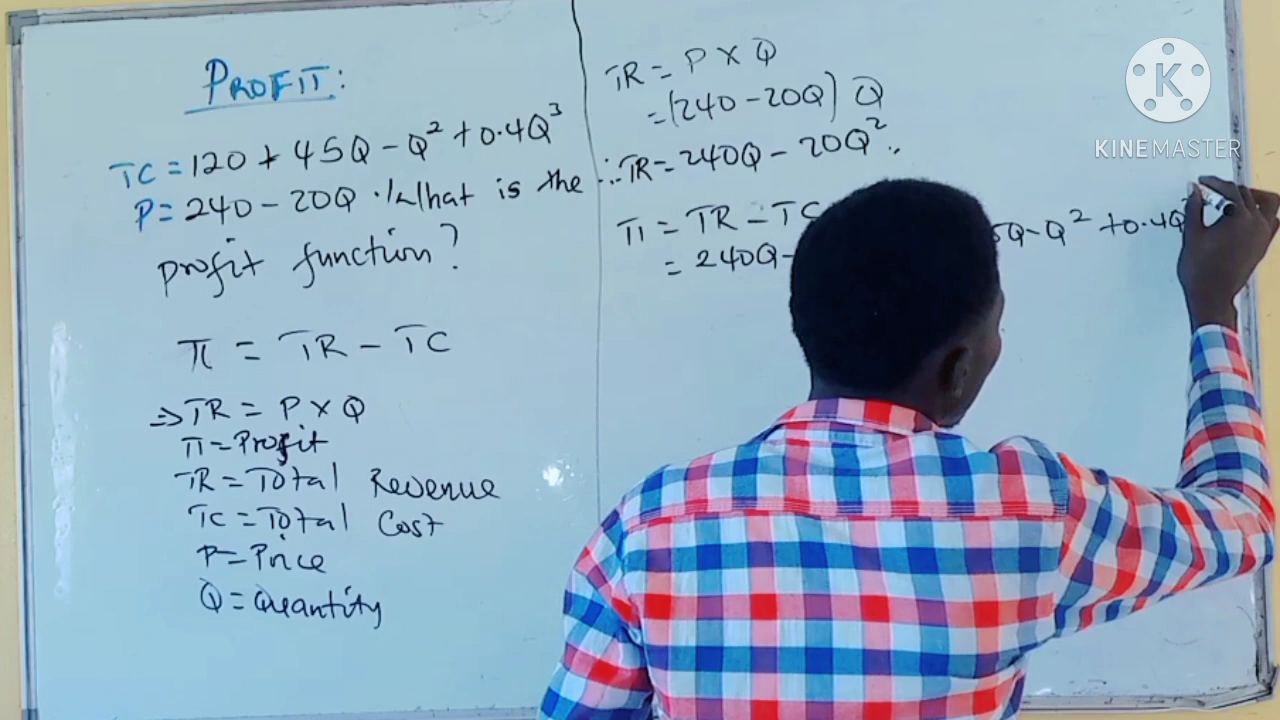 PROFIT:
TC = 120 + 45Q - Q² + 0.4Q³
P = 240 - 20Q. What is the
profit function?
π = TR - TC
⇒ TR = P × Q
π = Profit
TR = Total Revenue
TC = Total Cost
P = Price
Q = Quantity
TR = P × Q
= (240 - 20Q) Q
∴ TR = 240Q - 20Q².
π = TR - TC
= 240Q - Q - Q² + 0.4Q
KINEMASTER